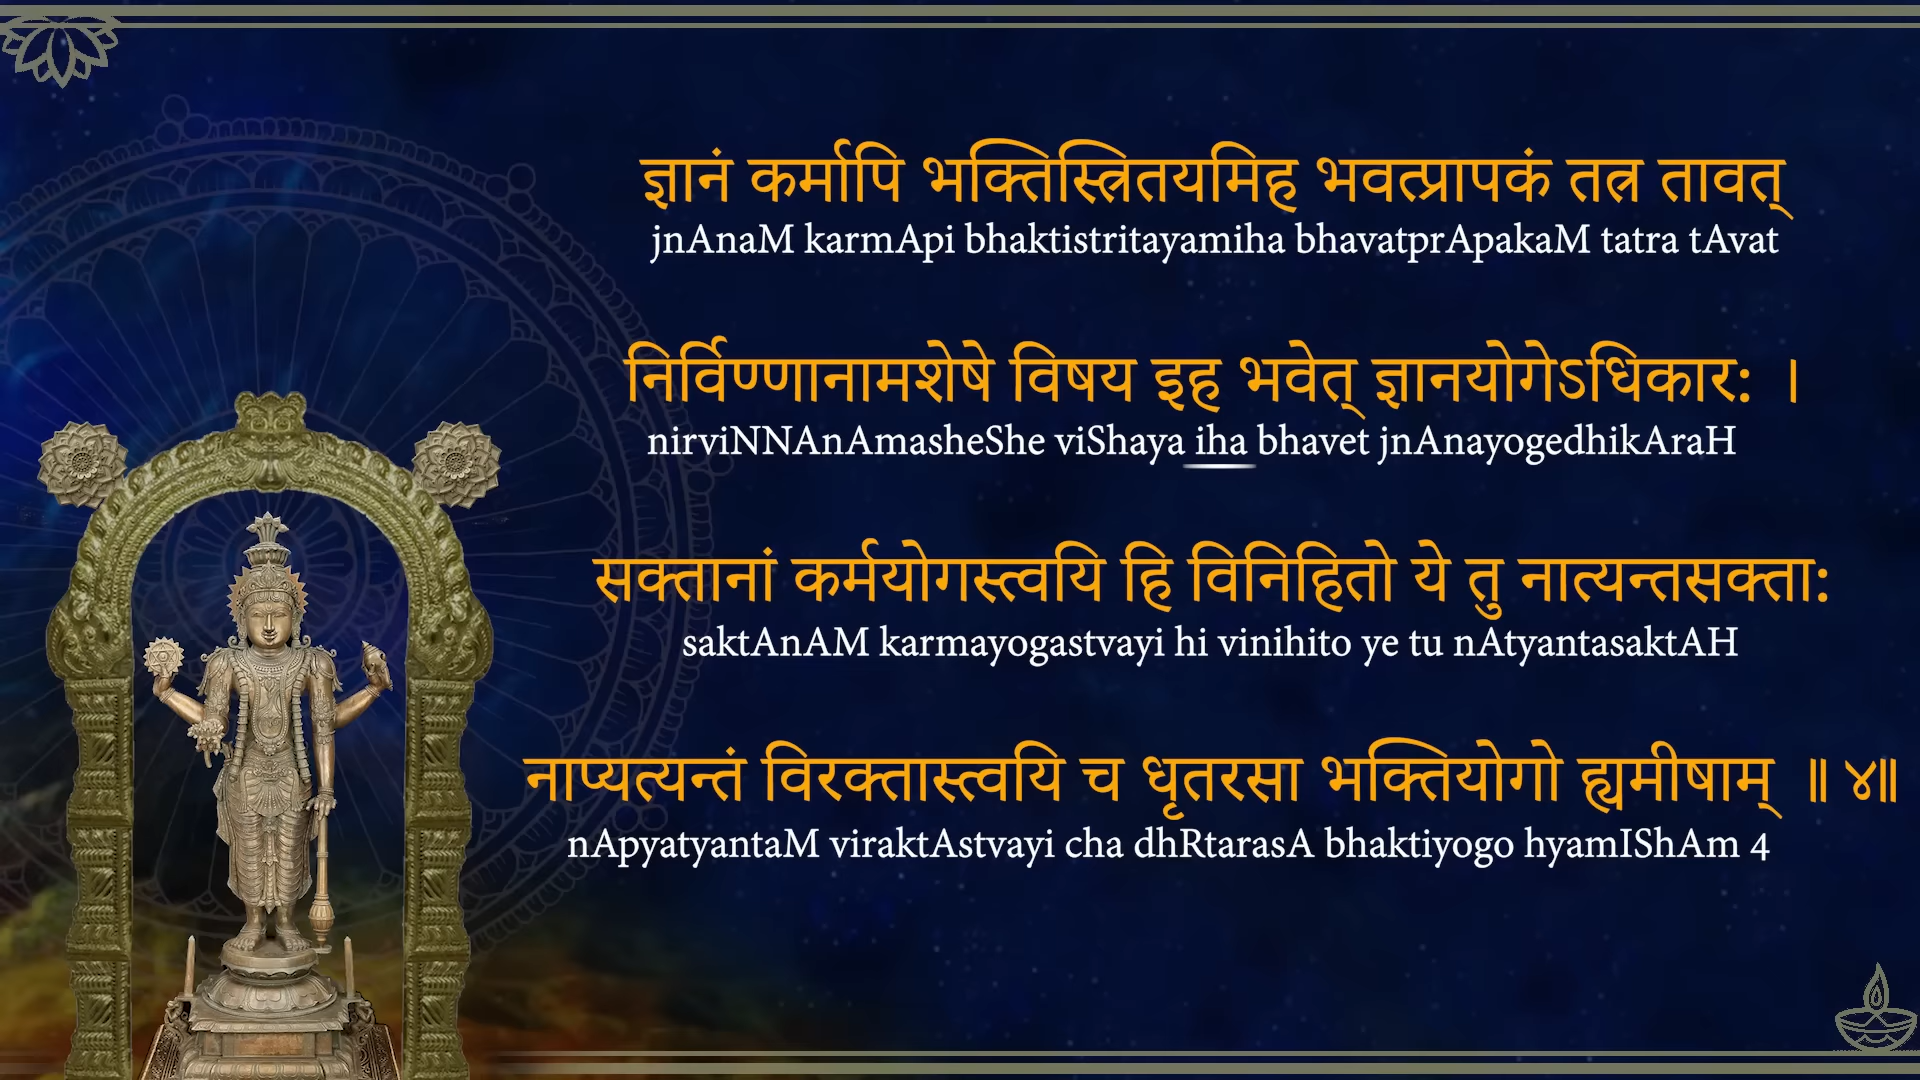 ज्ञानं कर्मापि भक्तिस्त्रितयमिह भवत्प्रापकं तत्र तावत्
jnAnaM karmApi bhaktistritayamiha bhavatprApakaM tatra tAvat
निर्विण्णानामशेषे विषय इह भवेत् ज्ञानयोगेऽधिकार: ।
nirviNNAnAmasheShe viShaya iha bhavet jnAnayogedhikAraH
सक्तानां कर्मयोगस्त्वयि हि विनिहितो ये तु नात्यन्तसक्ता:
saktAnAM karmayogastvayi hi vinihito ye tu nAtyantasaktAH
नाप्यत्यन्तं विरक्तास्त्वयि च धृतरसा भक्तियोगो ह्यमीषाम् ॥ ४॥
nApyatyantaM viraktAstvayi cha dhRtarasA bhaktiyogo hyamIShAm 4